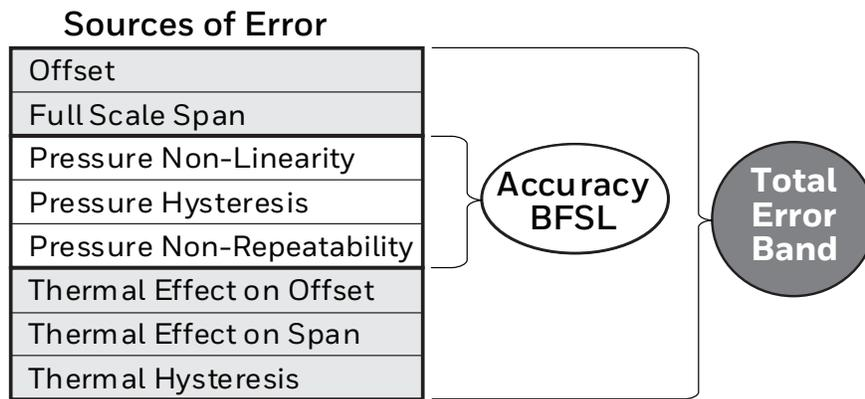 Sources of Error
Offset
Full Scale Span
Pressure Non-Linearity
Pressure Hysteresis
Pressure Non-Repeatability
Thermal Effect on Offset
Thermal Effect on Span
Thermal Hysteresis
Accuracy
BFSL
Total
Error
Band